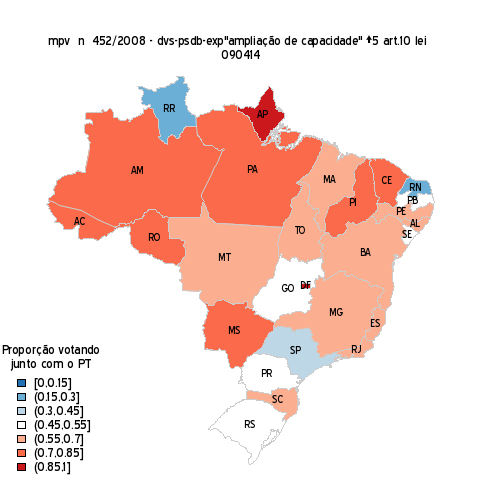 mpv n 452/2008 - dvs-psdb-exp"ampliação de capacidade" *5 art.10 lei
090414
RR
AP
AM
PA
MA
CE
RN
PB
PI
PE
AL
SE
AC
RO
TO
BA
MT
GO
DF
MG
ES
MS
SP
RJ
PR
SC
RS
Proporção votando
junto com o PT
[0,0.15]
(0.15,0.3]
(0.3,0.45]
(0.45,0.55]
(0.55,0.7]
(0.7,0.85]
(0.85,1]